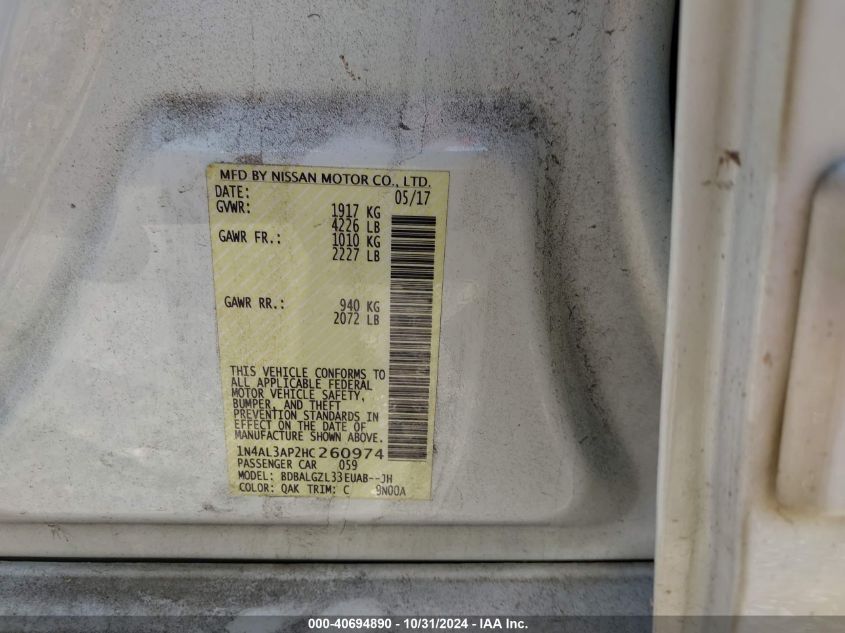 MFD BY NISSAN MOTOR CO., LTD.
DATE: 05/17
GVWR: 1917 KG
4226 LB
GAWR FR.: 1010 KG
2227 LB
GAWR RR.: 940 KG
2072 LB
THIS VEHICLE CONFORMS TO
ALL APPLICABLE FEDERAL
MOTOR VEHICLE SAFETY,
BUMPER, AND THEFT
PREVENTION STANDARDS IN
EFFECT ON THE DATE OF
MANUFACTURE SHOWN ABOVE.
1N4AL3AP2HC260974
PASSENGER CAR 059
MODEL: BDBALGZL33EUAB--JH
COLOR: QAK TRIM: C 9N00A
000-40694890 | 10/31/2024 - IAA Inc.